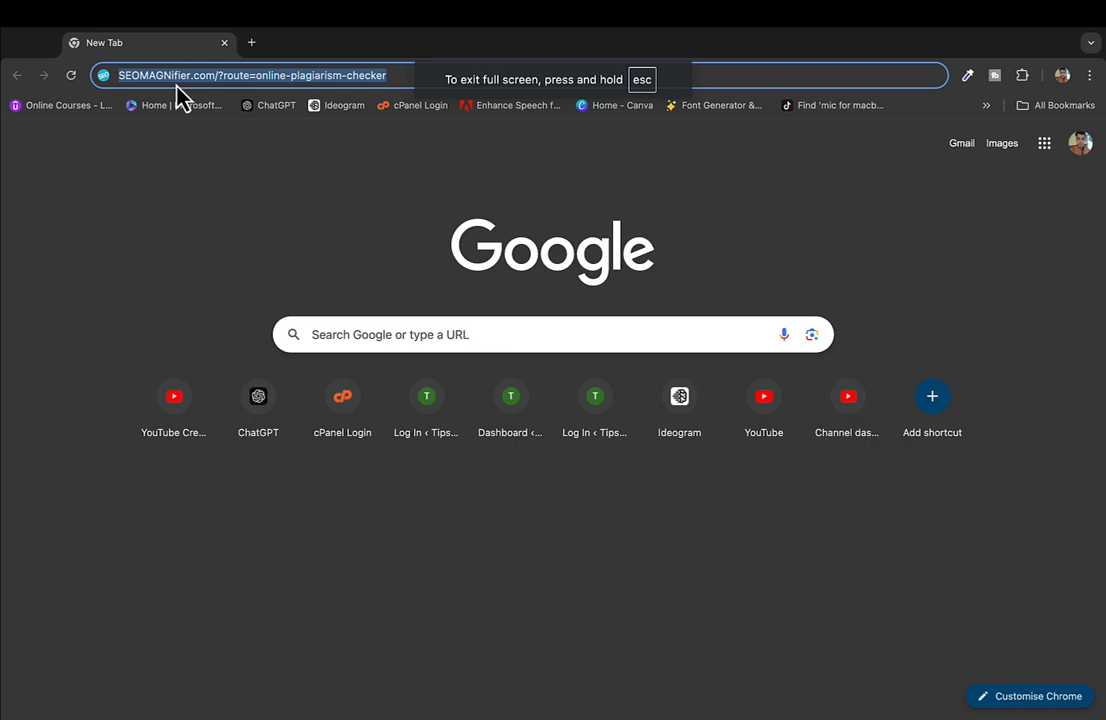 New Tab
SEOMAGNifier.com/?route=online-plagiarism-checker
To exit full screen, press and hold esc
Online Courses - L... Home | osoft... ChatGPT Ideogram cPanel Login Enhance Speech f... Home - Canva Font Generator &... Find 'mic for macb... » All Bookmarks
Gmail Images
Google
Search Google or type a URL
YouTube Cre... ChatGPT cPanel Login Log In ‹ Tips... Dashboard ‹... Log In ‹ Tips... Ideogram YouTube Channel das... Add shortcut
Customise Chrome